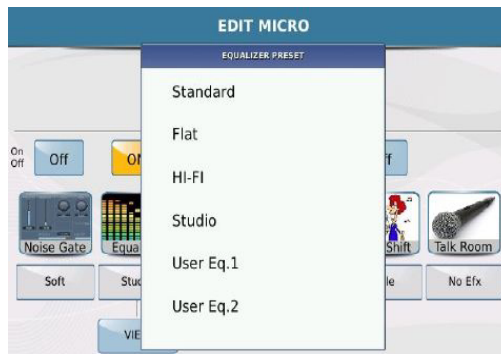 EDIT MICRO
EQUALIZER PRESET
Standard
Flat
HI-FI
Studio
User Eq.1
User Eq.2
On
Off
Off
Noise Gate
Shift
Talk Room
Soft
No Efx